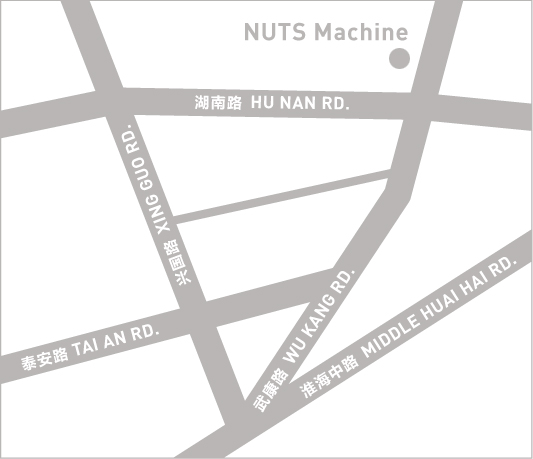 NUTS Machine
湖南路 HU NAN RD.
兴国路 XING GUO RD.
泰安路 TAI AN RD.
武康路 WU KANG RD.
淮海中路 MIDDLE HUAI HAI RD.